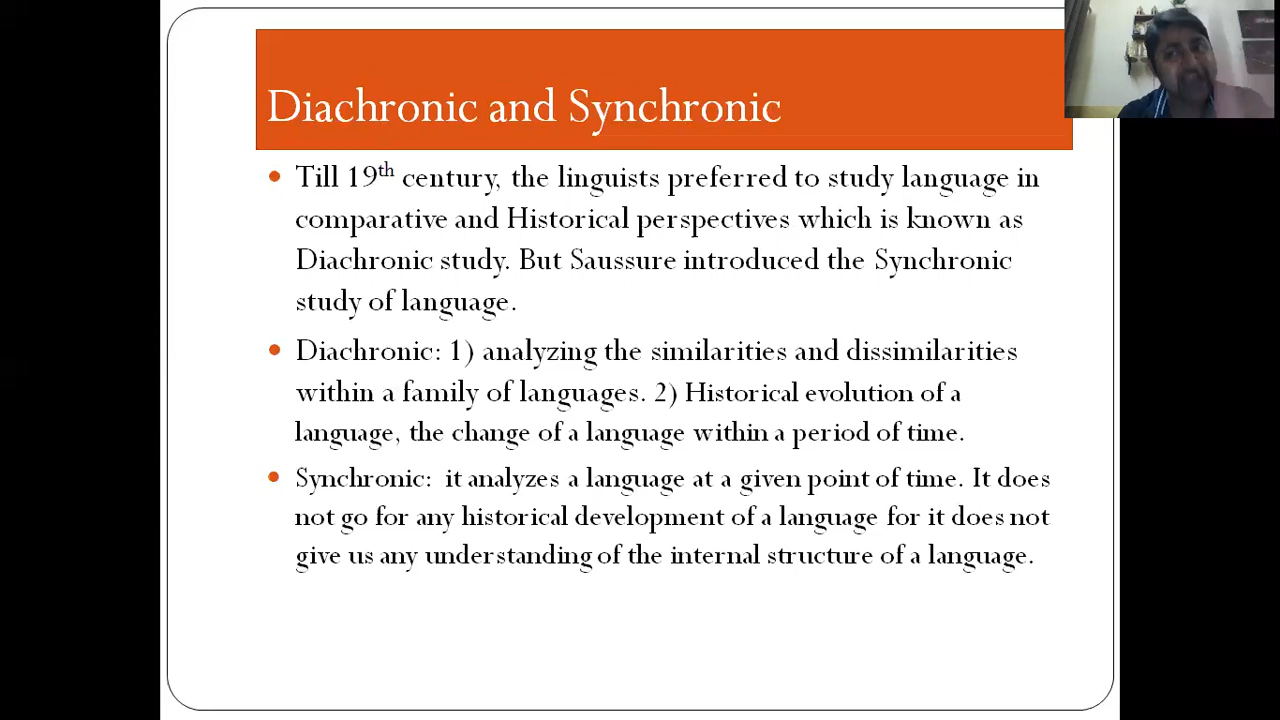 Diachronic and Synchronic
• Till 19th century, the linguists preferred to study language in
comparative and Historical perspectives which is known as
Diachronic study. But Saussure introduced the Synchronic
study of language.
• Diachronic: 1) analyzing the similarities and dissimilarities
within a family of languages. 2) Historical evolution of a
language, the change of a language within a period of time.
• Synchronic: it analyzes a language at a given point of time. It does
not go for any historical development of a language for it does not
give us any understanding of the internal structure of a language.